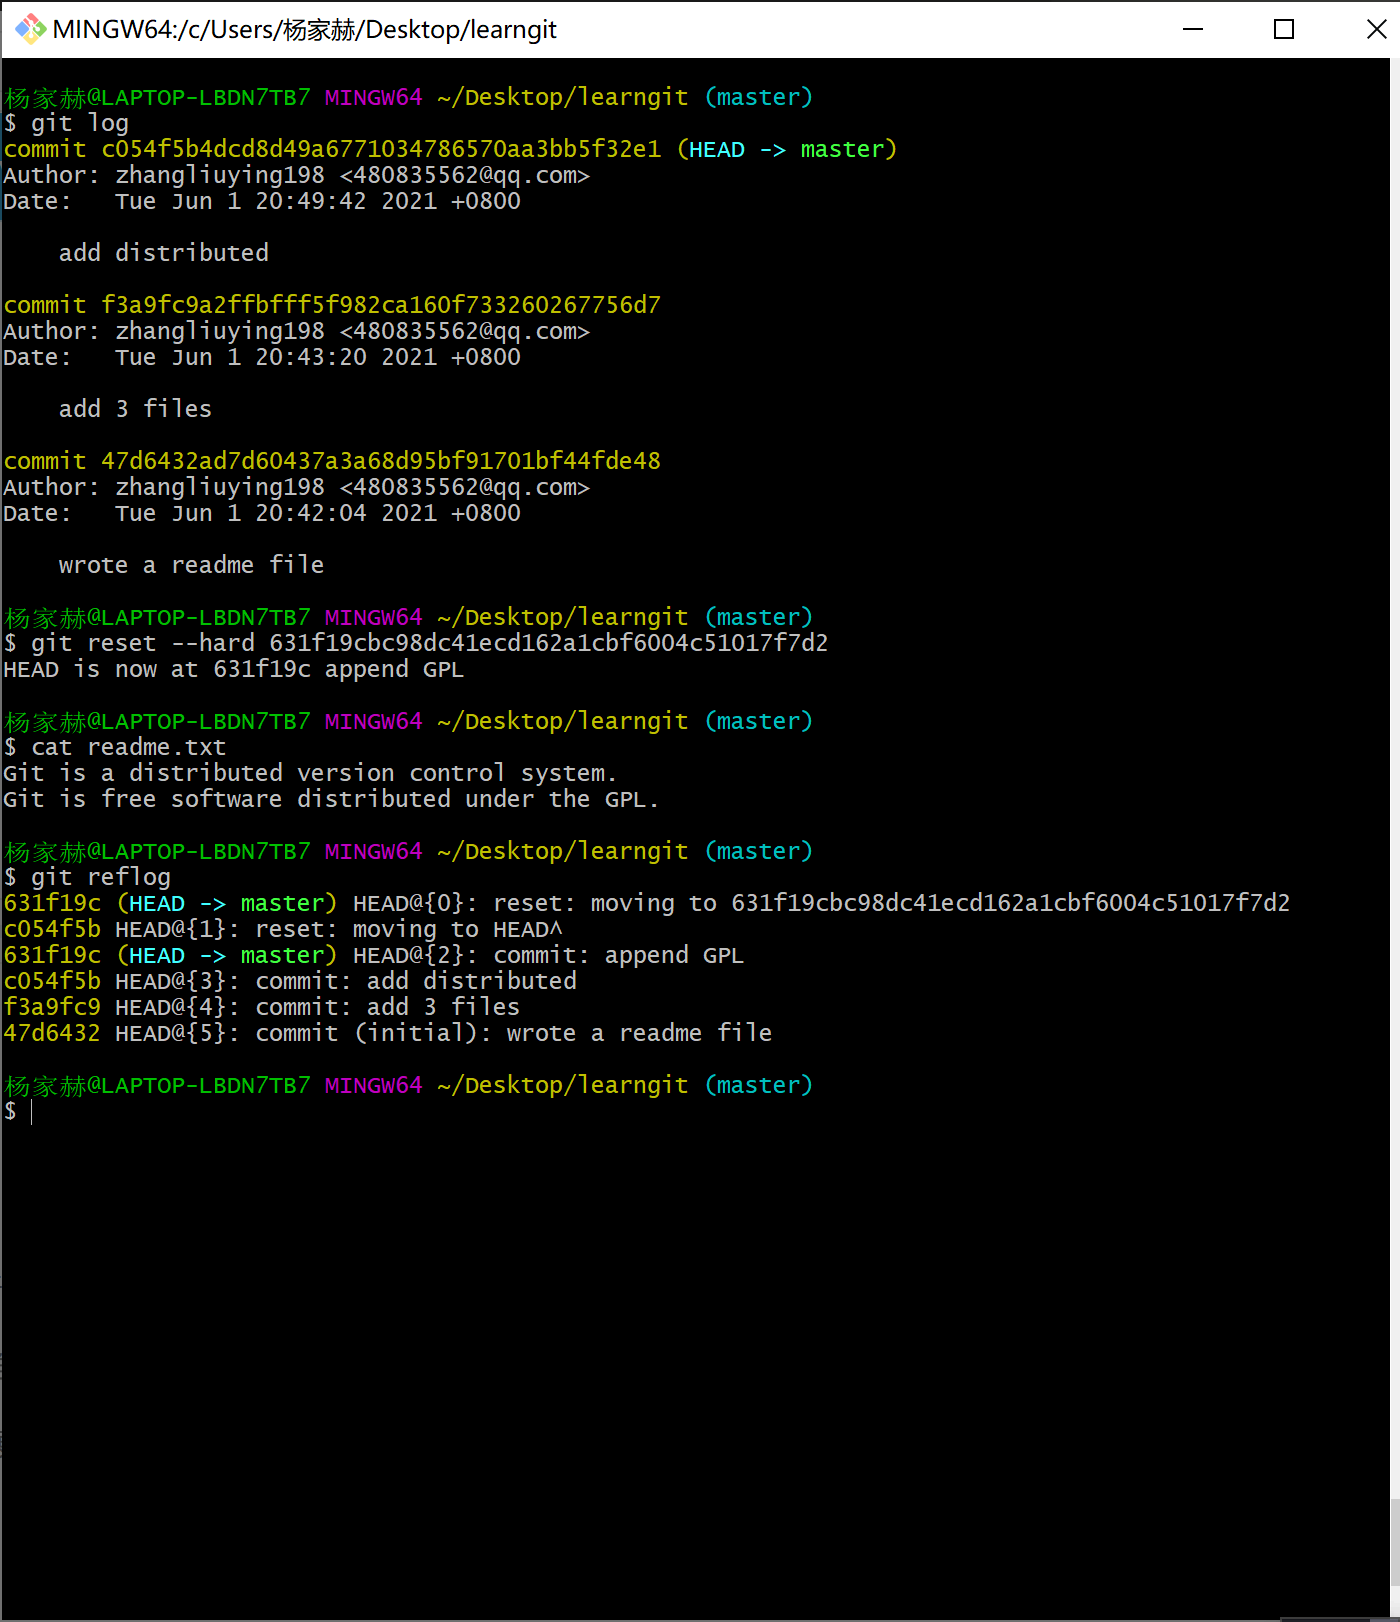 MINGW64:/c/Users/杨家赫/Desktop/learngit
杨家赫@LAPTOP-LBDN7TB7 MINGW64 ~/Desktop/learngit (master)
$ git log
commit c054f5b4dcd8d49a677103478657​0aa3bb5f32e1 (HEAD -> master)
Author: zhangliuying198 <480835562@qq.com>
Date:   Tue Jun 1 20:49:42 2021 +0800
    add distributed
commit f3a9fc9a2ffbfff5f982ca160f733260267756d7
Author: zhangliuying198 <480835562@qq.com>
Date:   Tue Jun 1 20:43:20 2021 +0800
    add 3 files
commit 47d6432ad7d60437a3a68d95bf91701bf44fde48
Author: zhangliuying198 <480835562@qq.com>
Date:   Tue Jun 1 20:42:04 2021 +0800
    wrote a readme file
杨家赫@LAPTOP-LBDN7TB7 MINGW64 ~/Desktop/learngit (master)
$ git reset --hard 631f19cbc98dc41ecd162a1cbf6004c51017f7d2
HEAD is now at 631f19c append GPL
杨家赫@LAPTOP-LBDN7TB7 MINGW64 ~/Desktop/learngit (master)
$ cat readme.txt
Git is a distributed version control system.
Git is free software distributed under the GPL.
杨家赫@LAPTOP-LBDN7TB7 MINGW64 ~/Desktop/learngit (master)
$ git reflog
631f19c (HEAD -> master) HEAD@{0}: reset: moving to 631f19cbc98dc41ecd162a1cbf6004c51017f7d2
c054f5b HEAD@{1}: reset: moving to HEAD^
631f19c (HEAD -> master) HEAD@{2}: commit: append GPL
c054f5b HEAD@{3}: commit: add distributed
f3a9fc9 HEAD@{4}: commit: add 3 files
47d6432 HEAD@{5}: commit (initial): wrote a readme file
杨家赫@LAPTOP-LBDN7TB7 MINGW64 ~/Desktop/learngit (master)
$